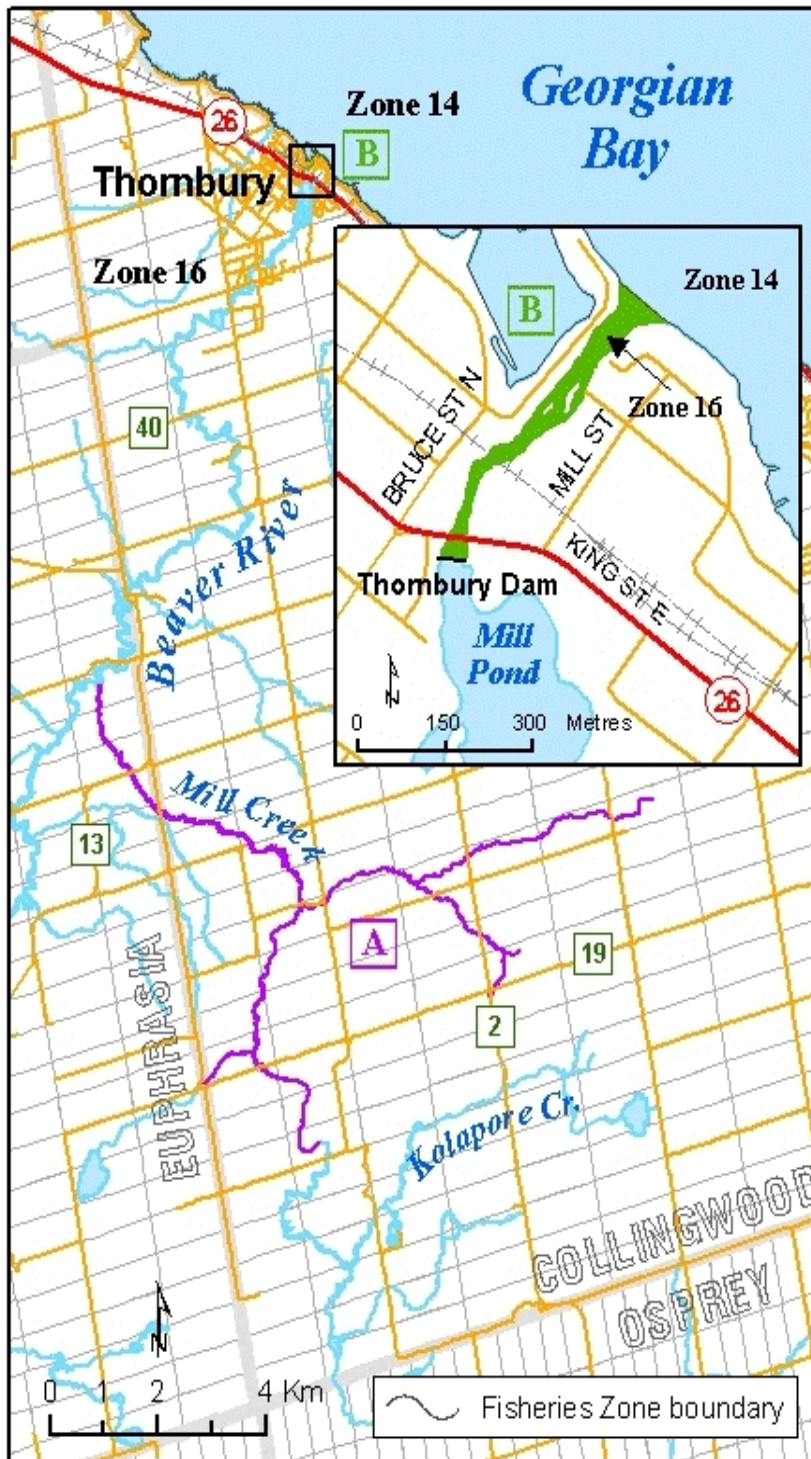 Georgian
Bay
Zone 14
26
B
Thornbury
Zone 16
40
Beaver River
Zone 14
B
Zone 16
BRUCE ST N
MILL ST
KING ST E
Thornbury Dam
Mill
Pond
26
N
0 150 300 Metres
Mill Creek
13
A
19
2
EUPHRASIA
Kolapore Cr.
COLLINGWOOD
OSPREY
N
0 1 2 4 Km
Fisheries Zone boundary